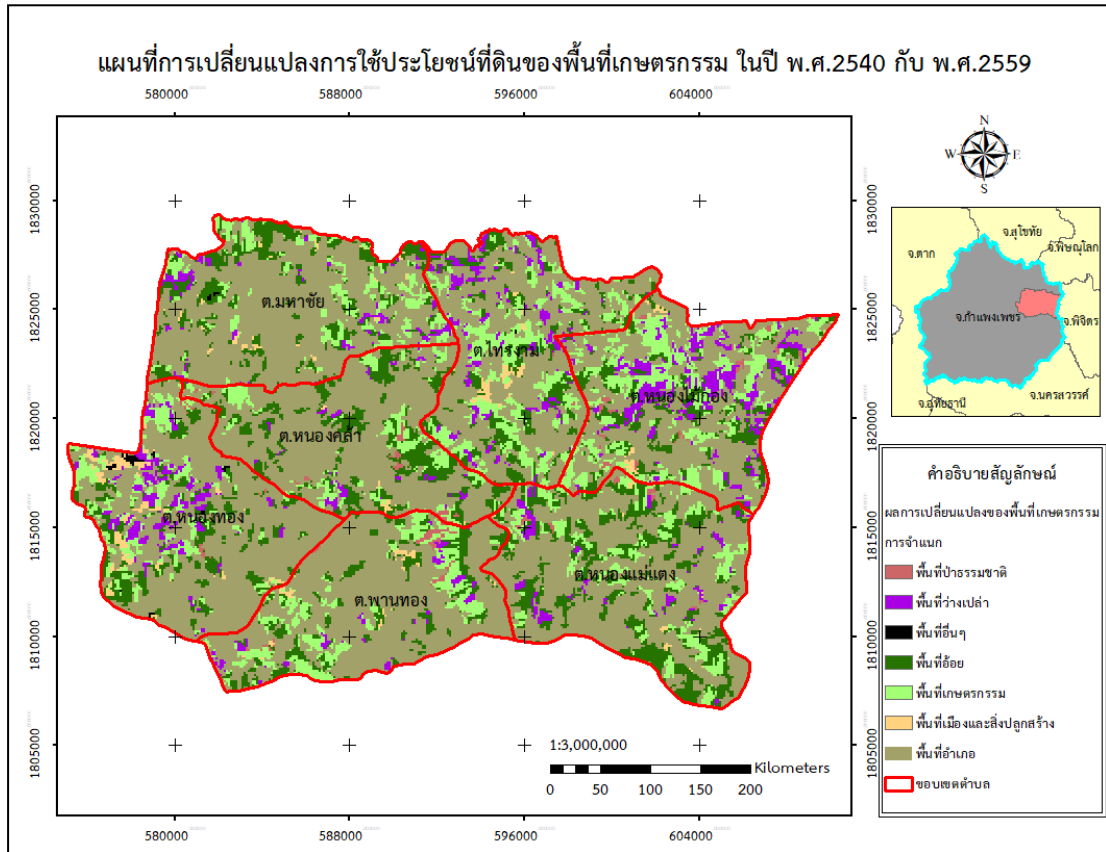 แผนที่การเปลี่ยนแปลงการใช้ประโยชน์ที่ดินของพื้นที่เกษตรกรรม ในปี พ.ศ.2540 กับ พ.ศ.2559
580000 588000 596000 604000
N
W E
S
1830000 1830000
1825000 1825000
1820000 1820000
1815000 1815000
1810000 1810000
1805000 1805000
ต.มหาชัย
ต.ไทรงาม
ต.หนองไม้กอง
ต.หนองคล้า
ต.หนองทอง
ต.หนองแม่แตง
ต.พานทอง
1:3,000,000
Kilometers
0 50 100 150 200
580000 588000 596000 604000
จ.สุโขทัย
จ.พิษณุโลก
จ.ตาก
จ.กำแพงเพชร
จ.พิจิตร
จ.นครสวรรค์
จ.อุทัยธานี
คำอธิบายสัญลักษณ์
ผลการเปลี่ยนแปลงของพื้นที่เกษตรกรรม
การจำแนก
พื้นที่ป่าธรรมชาติ
พื้นที่ว่างเปล่า
พื้นที่อื่นๆ
พื้นที่อ้อย
พื้นที่เกษตรกรรม
พื้นที่เมืองและสิ่งปลูกสร้าง
พื้นที่อำเภอ
ขอบเขตตำบล